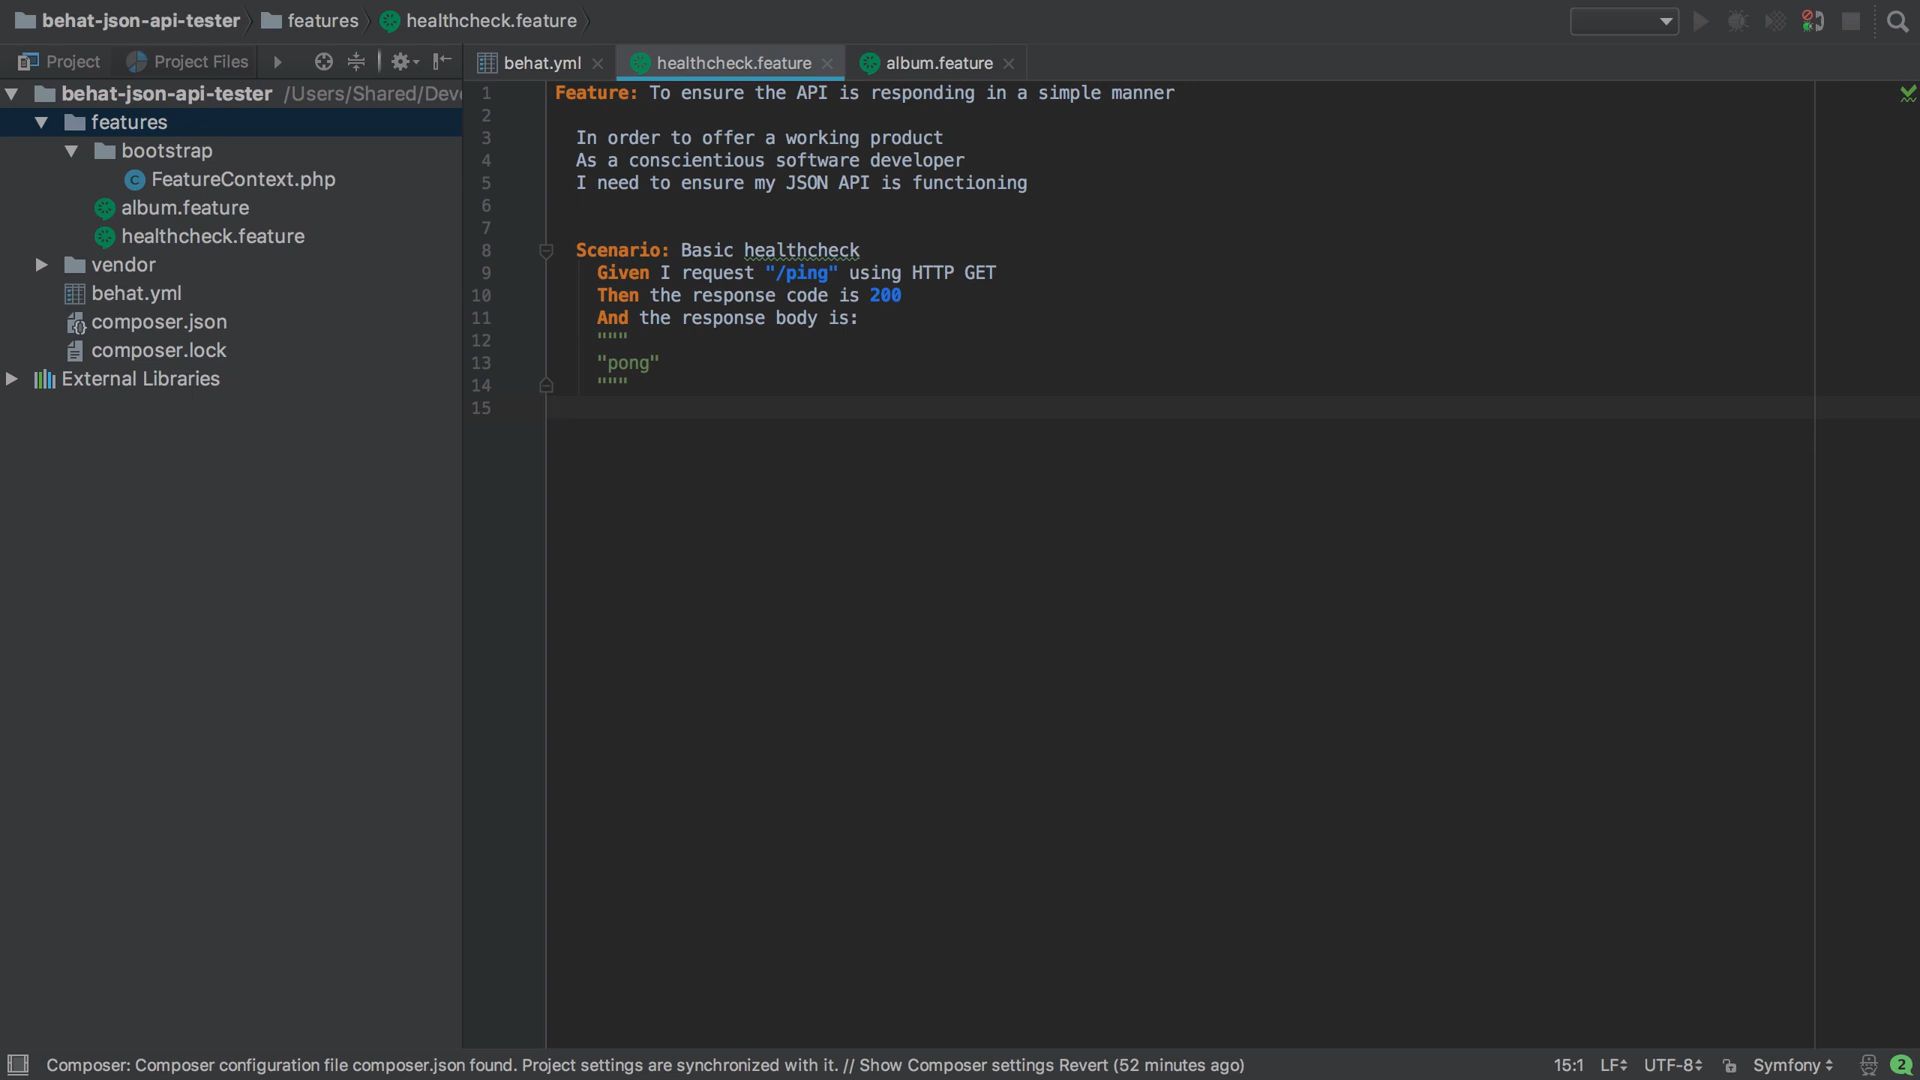 behat-json-api-tester features healthcheck.feature
Project Project Files
behat.yml healthcheck.feature album.feature
behat-json-api-tester /Users/Shared/Deve
features
bootstrap
FeatureContext.php
album.feature
healthcheck.feature
vendor
behat.yml
composer.json
composer.lock
External Libraries
1 Feature: To ensure the API is responding in a simple manner
2
3 In order to offer a working product
4 As a conscientious software developer
5 I need to ensure my JSON API is functioning
6
7
8 Scenario: Basic healthcheck
9 Given I request "/ping" using HTTP GET
10 Then the response code is 200
11 And the response body is:
12 """
13 "pong"
14 """
15
Composer: Composer configuration file composer.json found. Project settings are synchronized with it. // Show Composer settings Revert (52 minutes ago) 15:1 LF UTF-8 Symfony 2